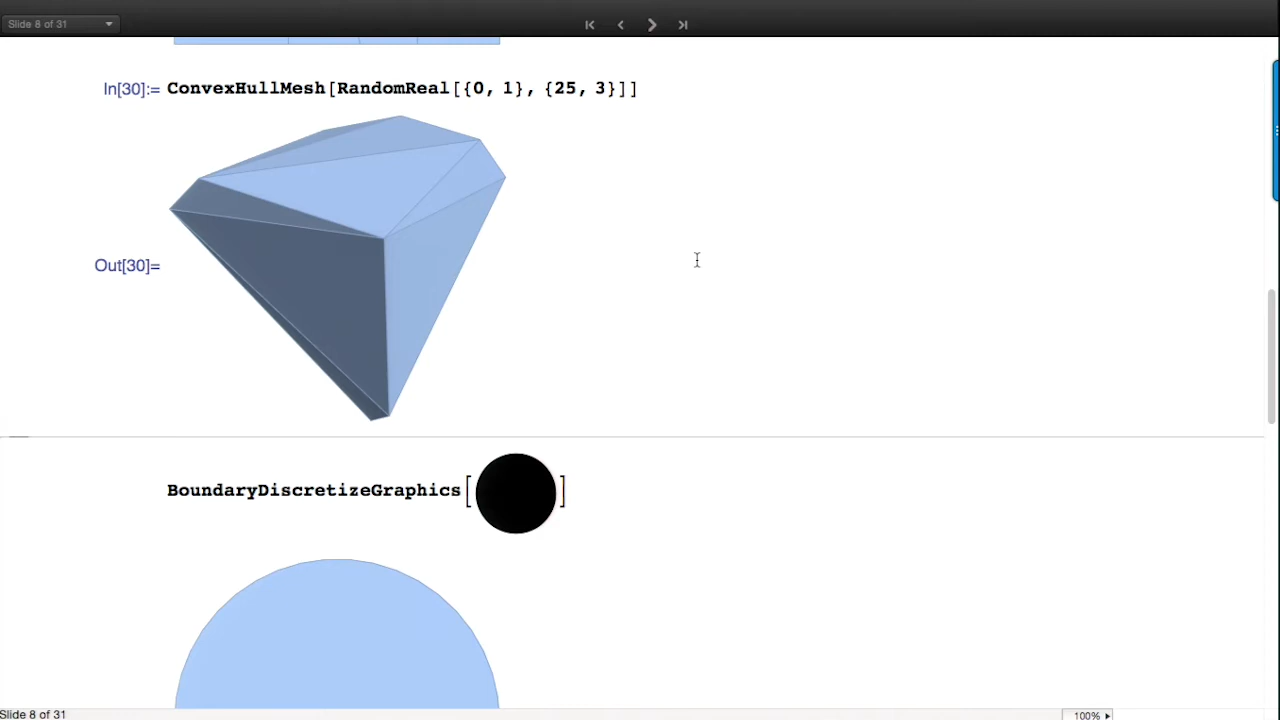 Slide 8 of 31
In[30]:= ConvexHullMesh[RandomReal[{0, 1}, {25, 3}]]
Out[30]=
BoundaryDiscretizeGraphics[ ]
Slide 8 of 31
100%